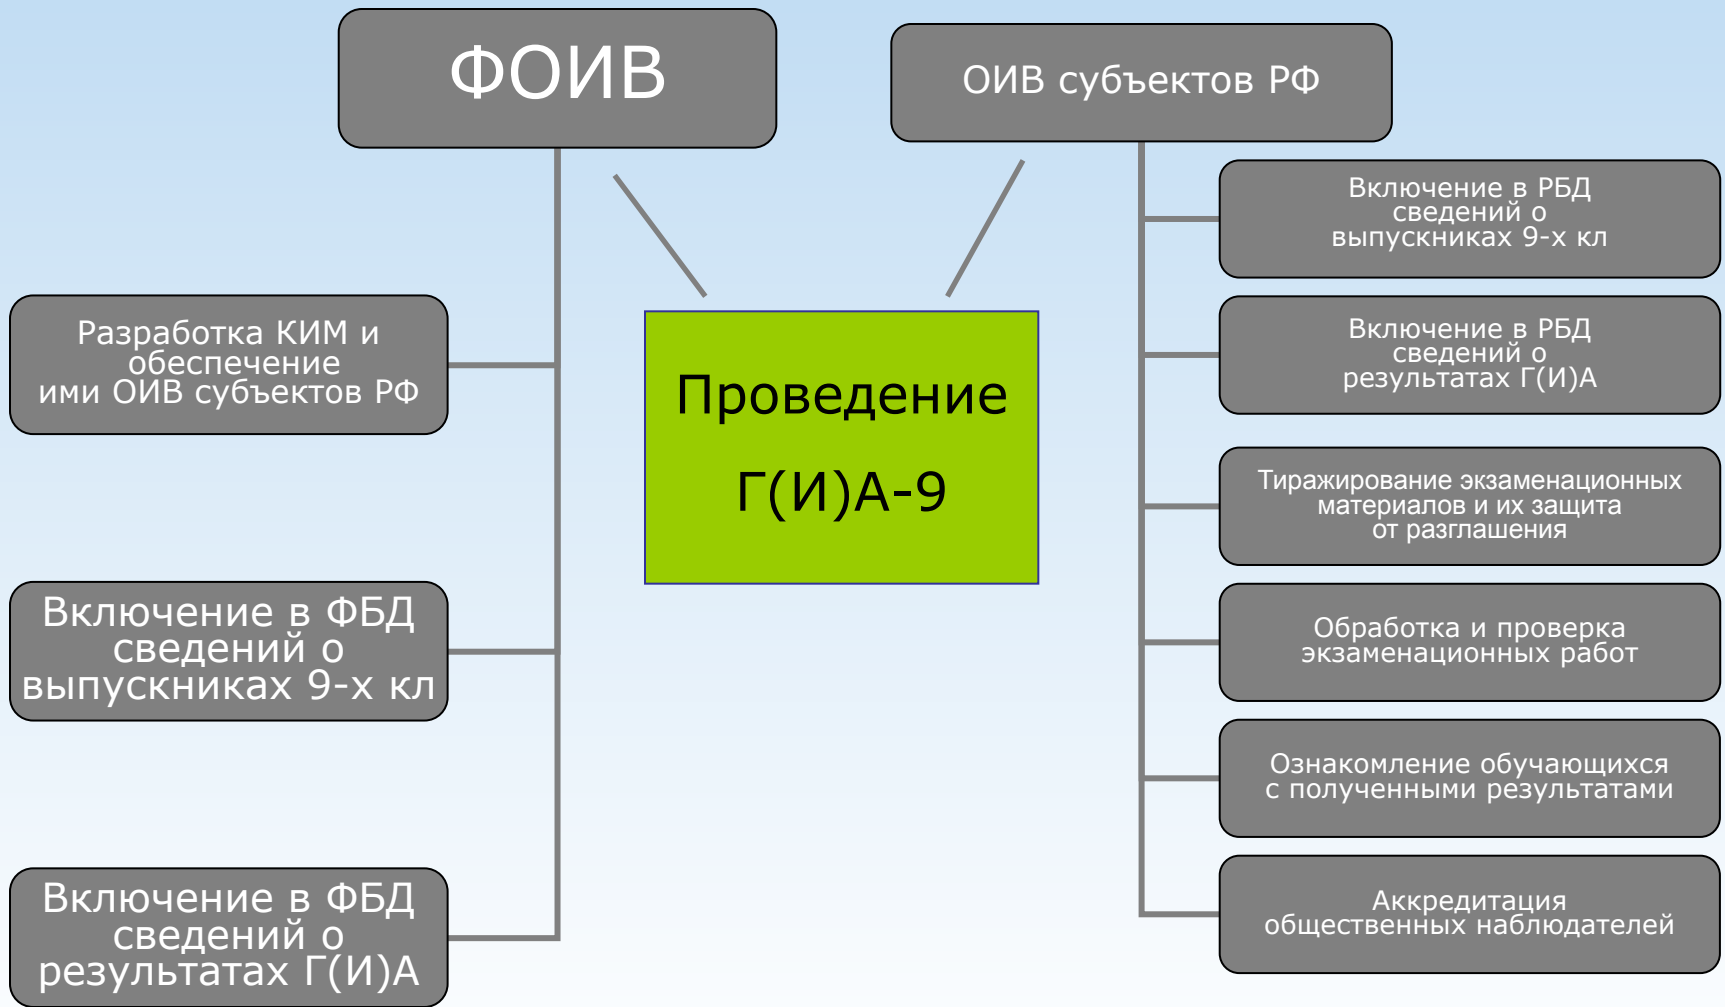 ФОИВ
ОИВ субъектов РФ
Разработка КИМ и
обеспечение
ими ОИВ субъектов РФ
Включение в ФБД
сведений о
выпускниках 9-х кл
Включение в ФБД
сведений о
результатах Г(И)А
Проведение
Г(И)А-9
Включение в РБД
сведений о
выпускниках 9-х кл
Включение в РБД
сведений о
результатах Г(И)А
Тиражирование экзаменационных
материалов и их защита
от разглашения
Обработка и проверка
экзаменационных работ
Ознакомление обучающихся
с полученными результатами
Аккредитация
общественных наблюдателей